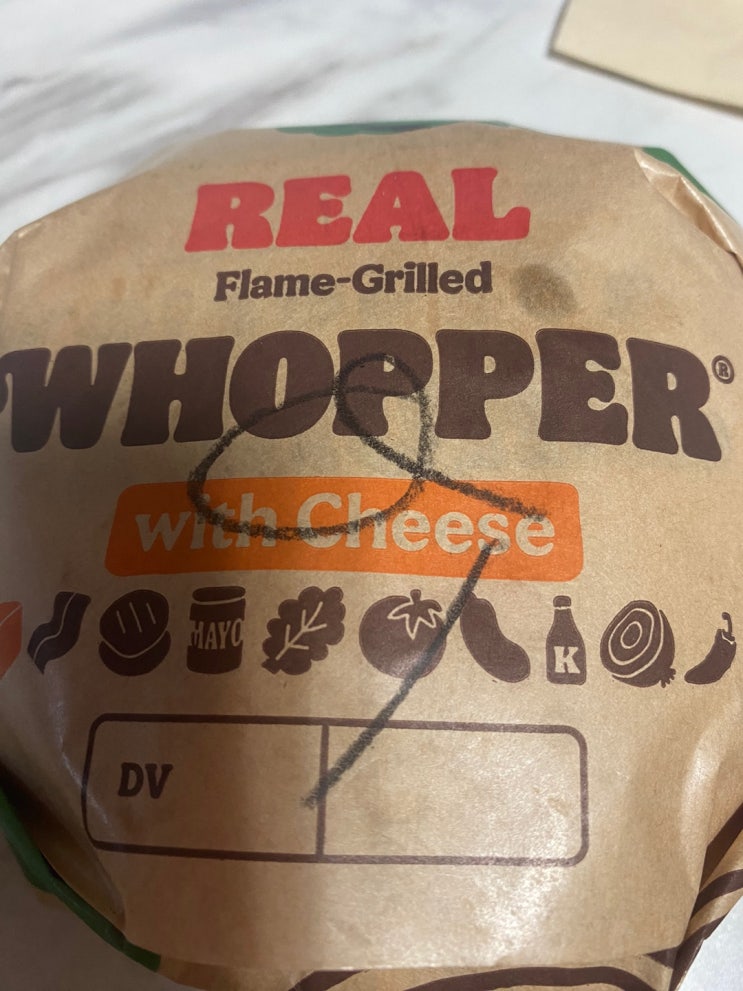 REAL
Flame-Grilled
WHOPPER®
with Cheese
MAYO
K
DV